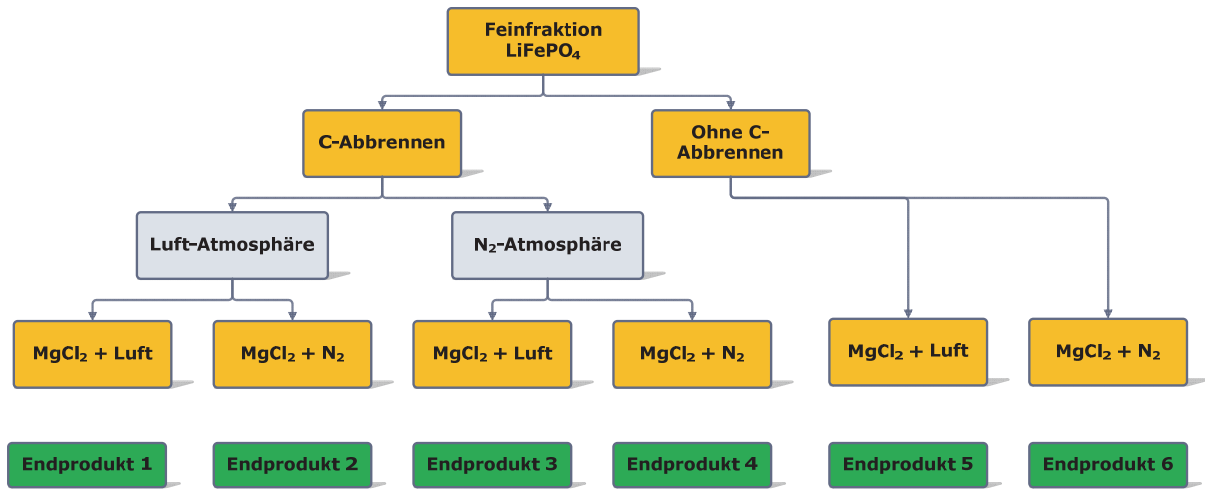 Feinfraktion
LiFePO₄
C-Abbrennen
Ohne C-
Abbrennen
Luft-Atmosphäre
N₂-Atmosphäre
MgCl₂ + Luft
MgCl₂ + N₂
MgCl₂ + Luft
MgCl₂ + N₂
MgCl₂ + Luft
MgCl₂ + N₂
Endprodukt 1
Endprodukt 2
Endprodukt 3
Endprodukt 4
Endprodukt 5
Endprodukt 6